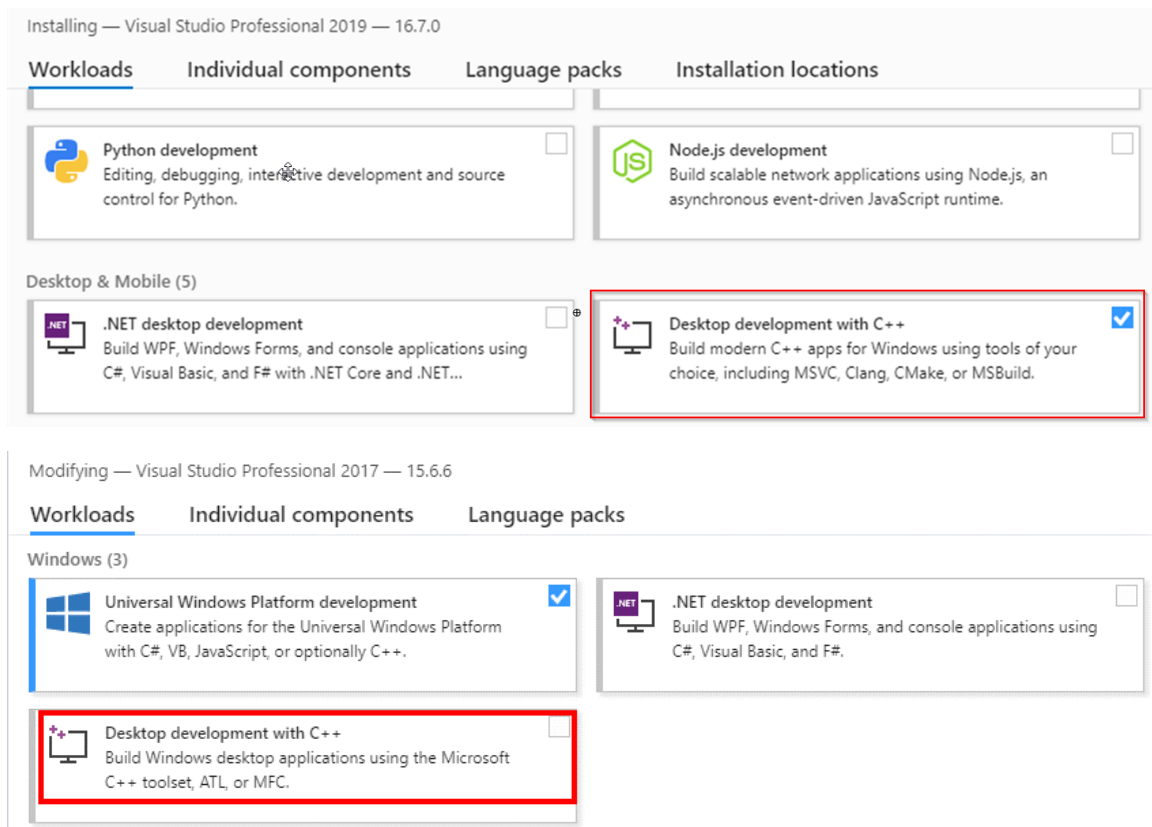 Installing — Visual Studio Professional 2019 — 16.7.0
Workloads Individual components Language packs Installation locations
Python development
Editing, debugging, interactive development and source
control for Python.
JS
Node.js development
Build scalable network applications using Node.js, an
asynchronous event-driven JavaScript runtime.
Desktop & Mobile (5)
.NET
.NET desktop development
Build WPF, Windows Forms, and console applications using
C#, Visual Basic, and F# with .NET Core and .NET...
Desktop development with C++
Build modern C++ apps for Windows using tools of your
choice, including MSVC, Clang, CMake, or MSBuild.
Modifying — Visual Studio Professional 2017 — 15.6.6
Workloads Individual components Language packs
Windows (3)
Universal Windows Platform development
Create applications for the Universal Windows Platform
with C#, VB, JavaScript, or optionally C++.
.NET
.NET desktop development
Build WPF, Windows Forms, and console applications using
C#, Visual Basic, and F#.
Desktop development with C++
Build Windows desktop applications using the Microsoft
C++ toolset, ATL, or MFC.